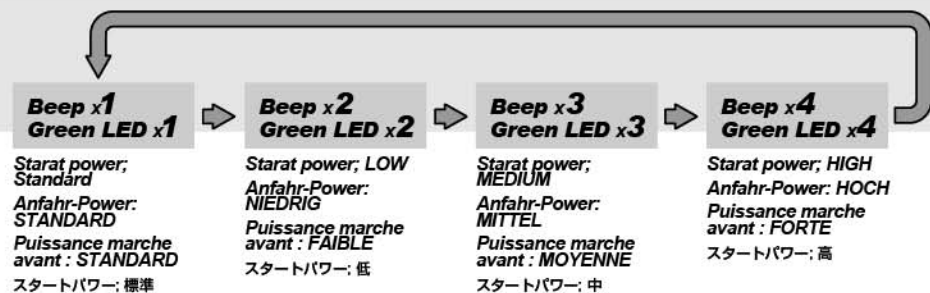 Beep x1
Green LED x1
Starat power;
Standard
Anfahr-Power:
STANDARD
Puissance marche
avant : STANDARD
スタートパワー; 標準
Beep x2
Green LED x2
Starat power; LOW
Anfahr-Power:
NIEDRIG
Puissance marche
avant : FAIBLE
スタートパワー; 低
Beep x3
Green LED x3
Starat power;
MEDIUM
Anfahr-Power:
MITTEL
Puissance marche
avant : MOYENNE
スタートパワー; 中
Beep x4
Green LED x4
Starat power; HIGH
Anfahr-Power: HOCH
Puissance marche
avant : FORTE
スタートパワー; 高